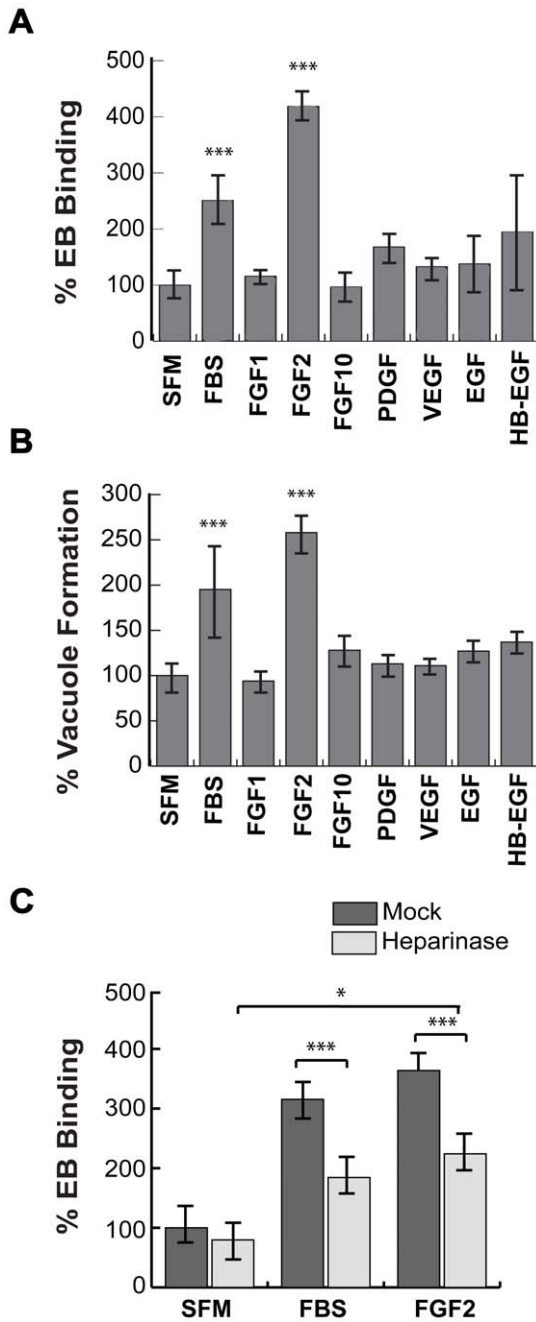 A
% EB Binding
500
400
300
200
100
0
***
***
SFM
FBS
FGF1
FGF2
FGF10
PDGF
VEGF
EGF
HB-EGF
B
% Vacuole Formation
300
250
200
150
100
50
0
***
***
SFM
FBS
FGF1
FGF2
FGF10
PDGF
VEGF
EGF
HB-EGF
C
Mock
Heparinase
% EB Binding
500
400
300
200
100
0
*
***
***
SFM FBS FGF2